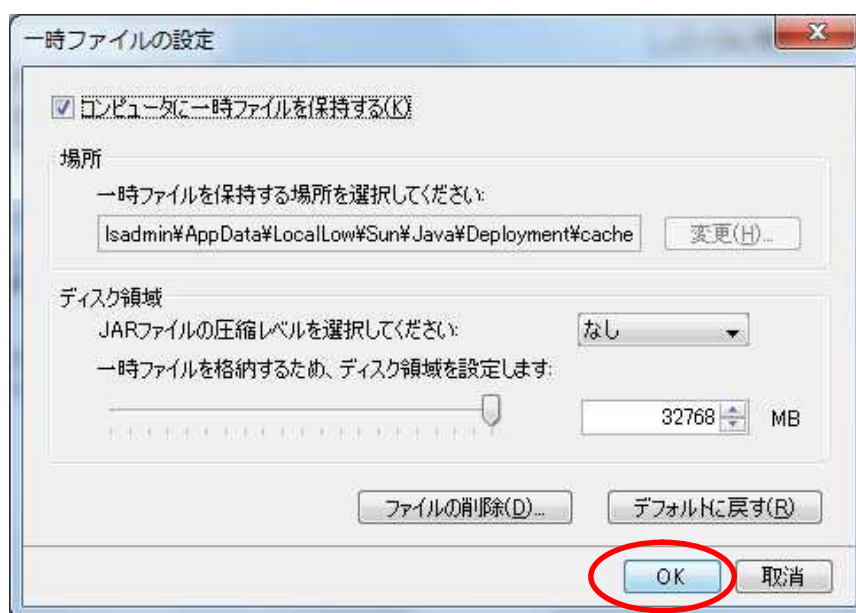 一時ファイルの設定
コンピュータに一時ファイルを保持する(K)
場所
一時ファイルを保持する場所を選択してください:
lsadmin¥AppData¥LocalLow¥Sun¥Java¥Deployment¥cache 変更(H)...
ディスク領域
JARファイルの圧縮レベルを選択してください: なし
一時ファイルを格納するため、ディスク領域を設定します:
32768 MB
ファイルの削除(D)... デフォルトに戻す(R)
OK 取消